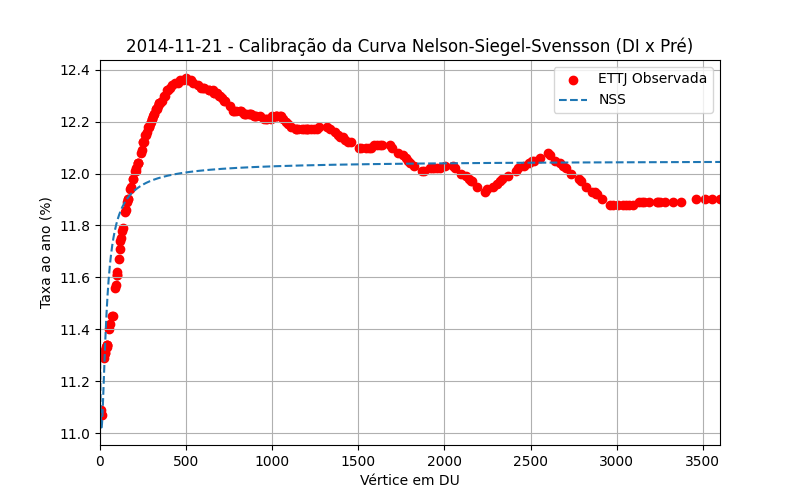 2014-11-21 - Calibração da Curva Nelson-Siegel-Svensson (DI x Pré)
ETTJ Observada
NSS
Taxa ao ano (%)
12.4
12.2
12.0
11.8
11.6
11.4
11.2
11.0
0 500 1000 1500 2000 2500 3000 3500
Vértice em DU